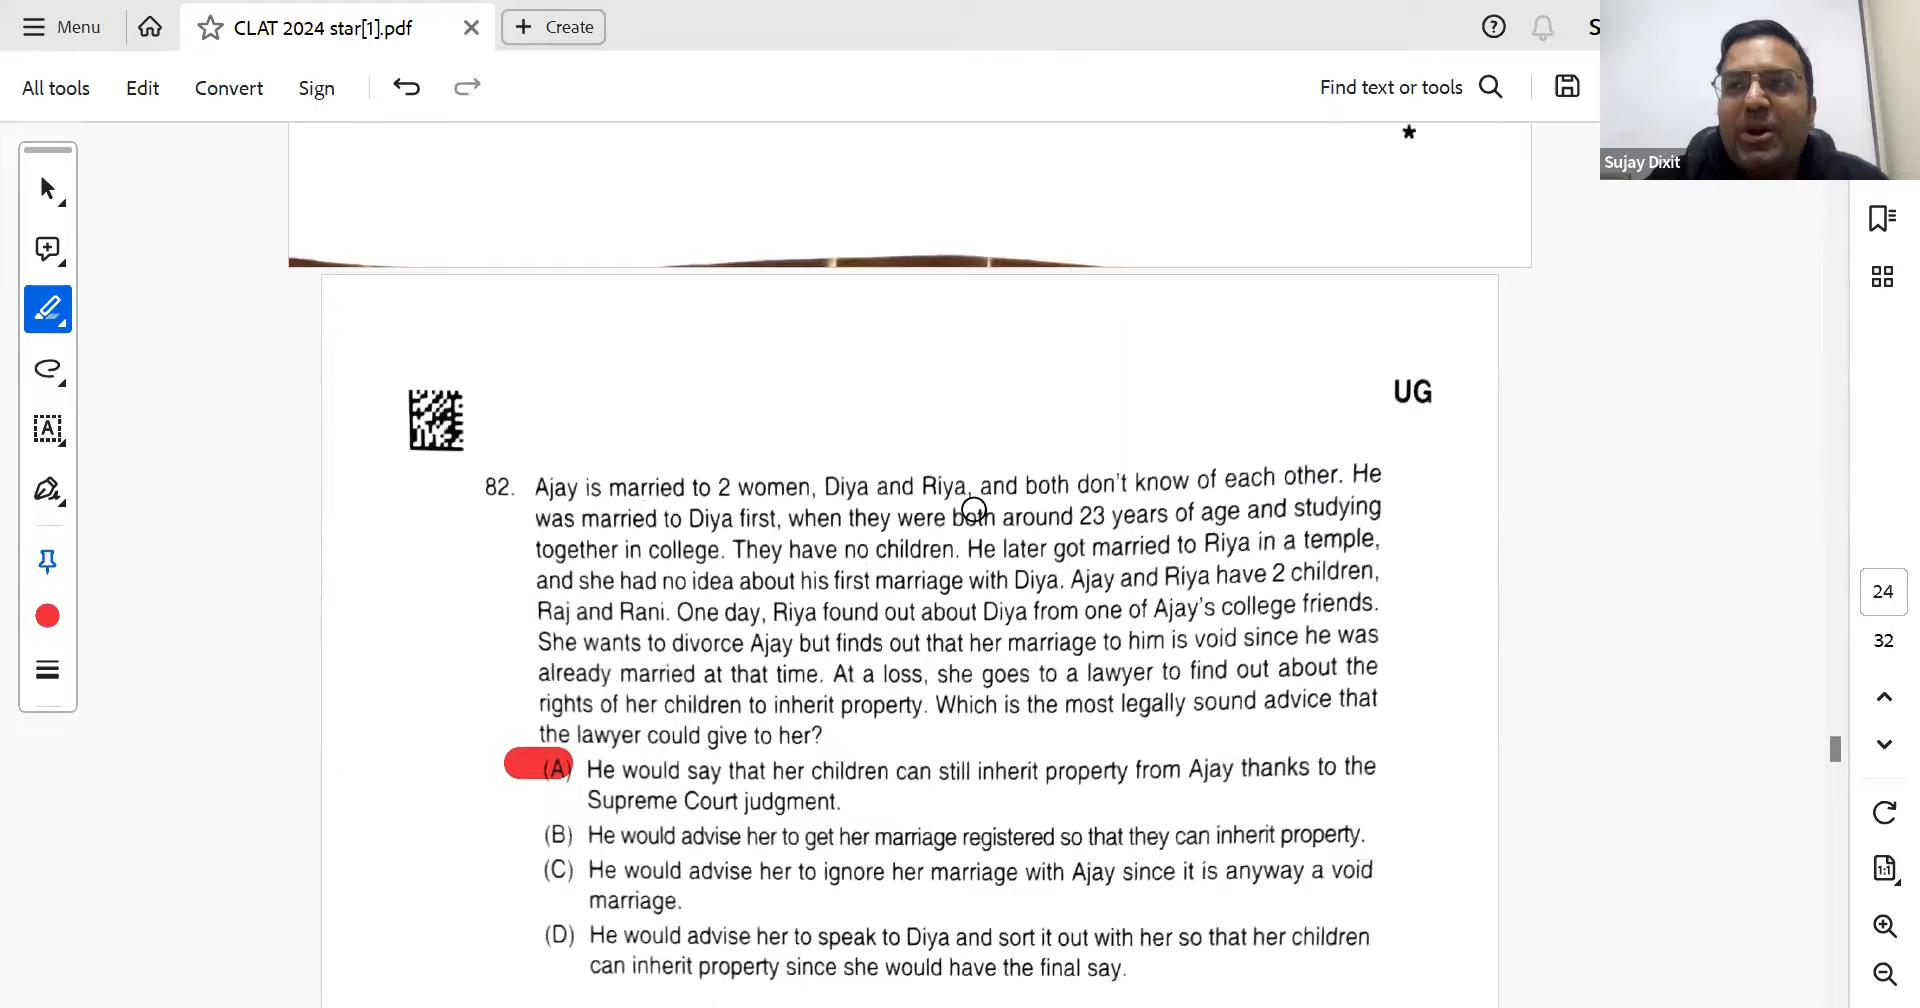 Menu
CLAT 2024 star[1].pdf
Create
S
All tools
Edit
Convert
Sign
Find text or tools
Sujay Dixit
*
UG
82. Ajay is married to 2 women, Diya and Riya, and both don't know of each other. He
was married to Diya first, when they were both around 23 years of age and studying
together in college. They have no children. He later got married to Riya in a temple,
and she had no idea about his first marriage with Diya. Ajay and Riya have 2 children,
Raj and Rani. One day, Riya found out about Diya from one of Ajay's college friends.
She wants to divorce Ajay but finds out that her marriage to him is void since he was
already married at that time. At a loss, she goes to a lawyer to find out about the
rights of her children to inherit property. Which is the most legally sound advice that
the lawyer could give to her?
(A) He would say that her children can still inherit property from Ajay thanks to the
Supreme Court judgment.
(B) He would advise her to get her marriage registered so that they can inherit property.
(C) He would advise her to ignore her marriage with Ajay since it is anyway a void
marriage.
(D) He would advise her to speak to Diya and sort it out with her so that her children
can inherit property since she would have the final say.
24
32
1:1